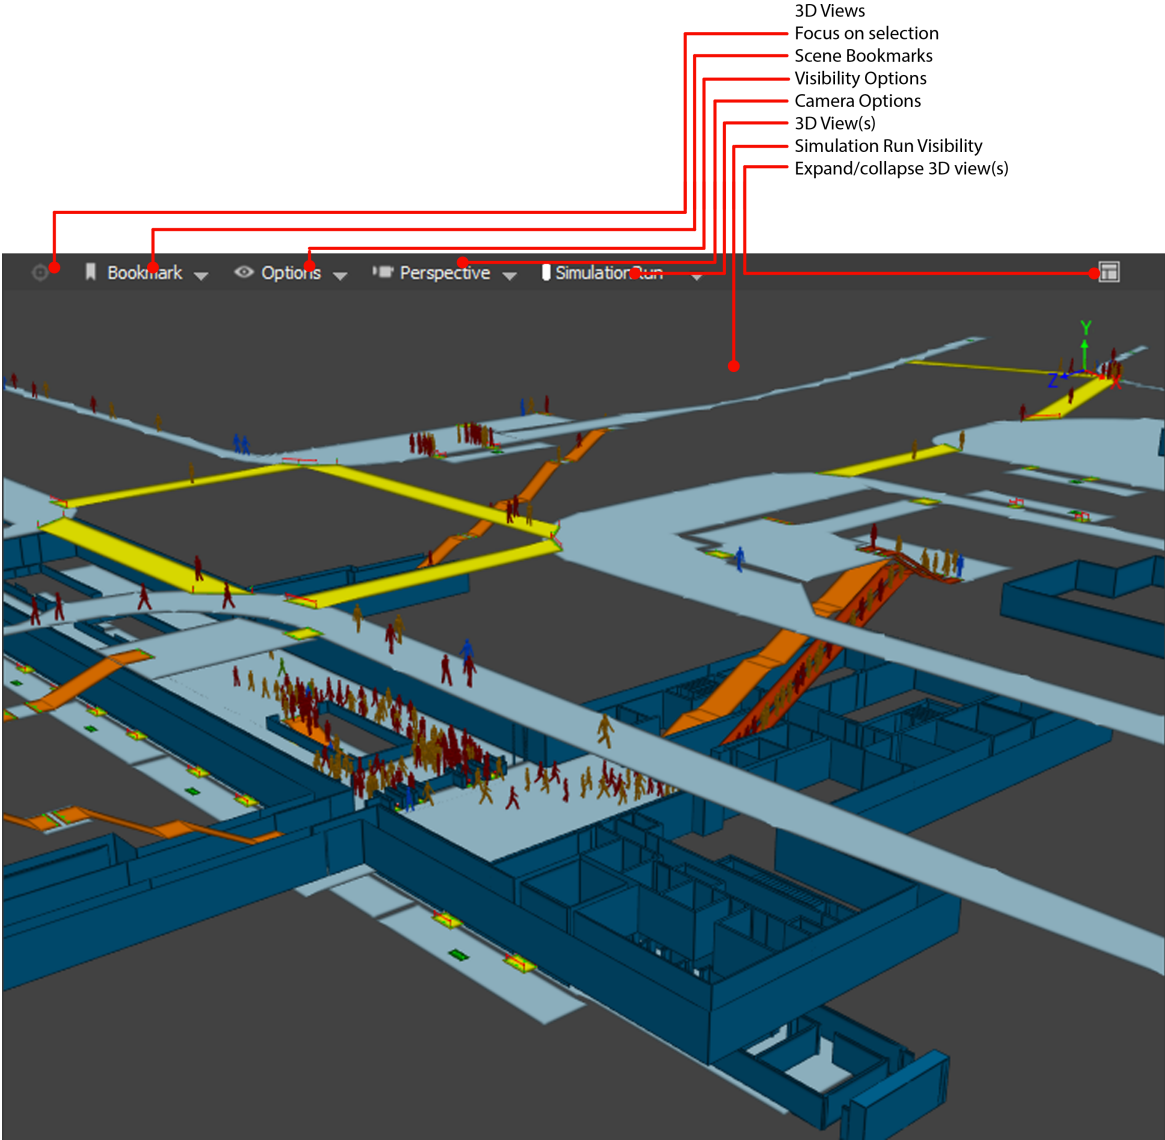 3D Views
Focus on selection
Scene Bookmarks
Visibility Options
Camera Options
3D View(s)
Simulation Run Visibility
Expand/collapse 3D view(s)
Bookmark Options Perspective SimulationRun
Y
Z X